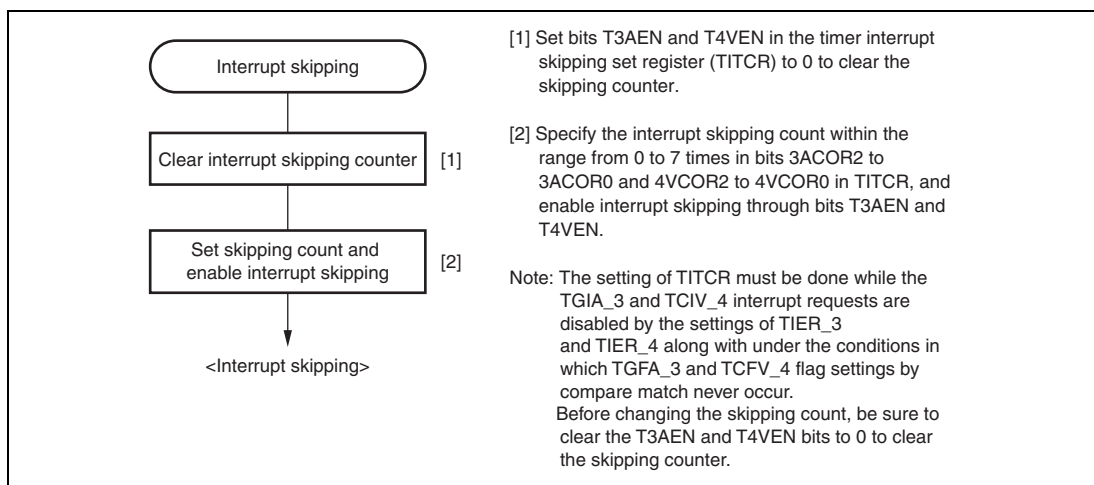 Interrupt skipping
Clear interrupt skipping counter
[1]
Set skipping count and
enable interrupt skipping
[2]
<Interrupt skipping>
[1] Set bits T3AEN and T4VEN in the timer interrupt
skipping set register (TITCR) to 0 to clear the
skipping counter.
[2] Specify the interrupt skipping count within the
range from 0 to 7 times in bits 3ACOR2 to
3ACOR0 and 4VCOR2 to 4VCOR0 in TITCR, and
enable interrupt skipping through bits T3AEN and
T4VEN.
Note: The setting of TITCR must be done while the
TGIA_3 and TCIV_4 interrupt requests are
disabled by the settings of TIER_3
and TIER_4 along with under the conditions in
which TGFA_3 and TCFV_4 flag settings by
compare match never occur.
Before changing the skipping count, be sure to
clear the T3AEN and T4VEN bits to 0 to clear
the skipping counter.